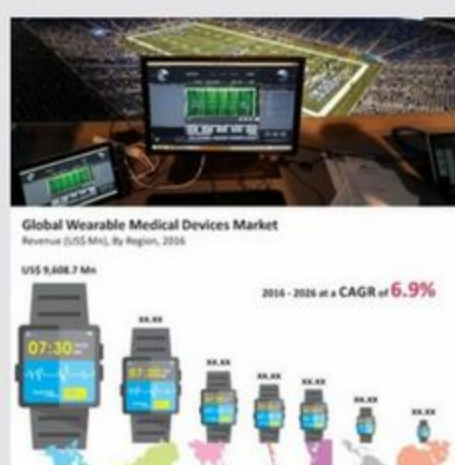 Global Wearable Medical Devices Market
Revenue (US$ Mn), By Region, 2016
US$ 9,608.7 Mn
2016 - 2026 at a CAGR of 6.9%
xx.xx
xx.xx
xx.xx
xx.xx
xx.xx
xx.xx
07:30
07:30